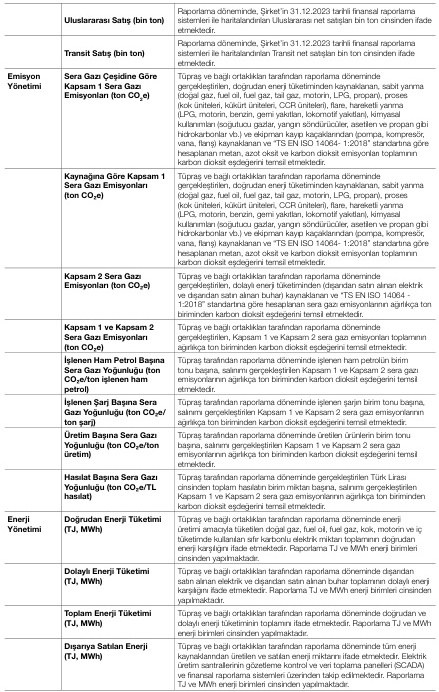 Uluslararası Satış (bin ton)
Raporlama döneminde, Şirket'in 31.12.2023 tarihli finansal raporlama
sistemleri ile haritalandırılan Uluslararası net satışları bin ton cinsinden ifade
etmektedir.
Transit Satış (bin ton)
Raporlama döneminde, Şirket'in 31.12.2023 tarihli finansal raporlama
sistemleri ile haritalandırılan Transit net satışları bin ton cinsinden ifade
etmektedir.
Emisyon
Yönetimi
Sera Gazı Çeşidine Göre
Kapsam 1 Sera Gazı
Emisyonları (ton CO₂e)
Tüpraş ve bağlı ortaklıkları tarafından raporlama döneminde
gerçekleştirilen, doğrudan enerji tüketiminden kaynaklanan, sabit yanma
(doğal gaz, fuel oil, fuel gaz, tail gaz, motorin, LPG, propan), proses
(kok üniteleri, kükürt üniteleri, CCR üniteleri), flare, hareketli yanma
(LPG, motorin, benzin, gemi yakıtları, lokomotif yakıtları), kimyasal
kullanımları (soğutucu gazlar, yangın söndürücüler, asetilen ve propan gibi
hidrokarbonlar vb.) ve ekipman kayıp kaçaklarından (pompa, kompresör,
vana, flanş) kaynaklanan ve “TS EN ISO 14064- 1:2018” standartına göre
hesaplanan metan, azot oksit ve karbon dioksit emisyonları toplamının
karbon dioksit eşdeğerini temsil etmektedir.
Kaynağına Göre Kapsam 1
Sera Gazı Emisyonları
(ton CO₂e)
Tüpraş ve bağlı ortaklıkları tarafından raporlama döneminde
gerçekleştirilen, doğrudan enerji tüketiminden kaynaklanan, sabit yanma
(doğal gaz, fuel oil, fuel gaz, tail gaz, motorin, LPG, propan), proses
(kok üniteleri, kükürt üniteleri, CCR üniteleri), flare, hareketli yanma
(LPG, motorin, benzin, gemi yakıtları, lokomotif yakıtları), kimyasal
kullanımları (soğutucu gazlar, yangın söndürücüler, asetilen ve propan gibi
hidrokarbonlar vb.) ve ekipman kayıp kaçaklarından (pompa, kompresör,
vana, flanş) kaynaklanan ve “TS EN ISO 14064- 1:2018” standartına göre
hesaplanan metan, azot oksit ve karbon dioksit emisyonları toplamının
karbon dioksit eşdeğerini temsil etmektedir.
Kapsam 2 Sera Gazı
Emisyonları (ton CO₂e)
Tüpraş ve bağlı ortaklıkları tarafından raporlama döneminde
gerçekleştirilen, dolaylı enerji tüketiminden (dışarıdan satın alınan elektrik
ve dışarıdan satın alınan buhar) kaynaklanan ve “TS EN ISO 14064 -
1:2018” standartına göre hesaplanan sera gazı emisyonlarının ağırlıkça ton
biriminden karbon dioksit eşdeğerini temsil etmektedir.
Kapsam 1 ve Kapsam 2
Sera Gazı Emisyonları
(ton CO₂e)
Tüpraş ve bağlı ortaklıkları tarafından raporlama döneminde
gerçekleştirilen, Kapsam 1 ve Kapsam 2 sera gazı emisyonları toplamının
ağırlıkça ton biriminden karbon dioksit eşdeğerini temsil etmektedir.
İşlenen Ham Petrol Başına
Sera Gazı Yoğunluğu (ton
CO₂e/ton işlenen ham
petrol)
Tüpraş tarafından raporlama döneminde işlenen ham petrolün birim
tonu başına, salınımı gerçekleştirilen Kapsam 1 ve Kapsam 2 sera gazı
emisyonlarının ağırlıkça ton biriminden karbon dioksit eşdeğerini temsil
etmektedir.
İşlenen Şarj Başına Sera
Gazı Yoğunluğu (ton CO₂e/
ton şarj)
Tüpraş tarafından raporlama döneminde işlenen şarjın birim tonu başına,
salınımı gerçekleştirilen Kapsam 1 ve Kapsam 2 sera gazı emisyonlarının
ağırlıkça ton biriminden karbon dioksit eşdeğerini temsil etmektedir.
Üretim Başına Sera Gazı
Yoğunluğu (ton CO₂e/ton
üretim)
Tüpraş tarafından raporlama döneminde üretilen ürünlerin birim tonu
başına, salınımı gerçekleştirilen Kapsam 1 ve Kapsam 2 sera gazı
emisyonlarının ağırlıkça ton biriminden karbon dioksit eşdeğerini temsil
etmektedir.
Hasılat Başına Sera Gazı
Yoğunluğu (ton CO₂e/TL
hasılat)
Tüpraş tarafından raporlama döneminde gerçekleştirilen Türk Lirası
cinsinden toplam hasılatın birim miktarı başına, salınımı gerçekleştirilen
Kapsam 1 ve Kapsam 2 sera gazı emisyonlarının ağırlıkça ton biriminden
karbon dioksit eşdeğerini temsil etmektedir.
Enerji
Yönetimi
Doğrudan Enerji Tüketimi
(TJ, MWh)
Tüpraş ve bağlı ortaklıkları tarafından raporlama döneminde enerji
üretimi amacıyla tüketilen doğal gaz, fuel oil, fuel gaz, kok, motorin ve iç
tüketimde kullanılan sıfır karbonlu elektrik miktarı toplamının doğrudan
enerji karşılığını ifade etmektedir. Raporlama TJ ve MWh enerji birimleri
cinsinden yapılmaktadır.
Dolaylı Enerji Tüketimi
(TJ, MWh)
Tüpraş ve bağlı ortaklıkları tarafından raporlama döneminde dışarıdan
satın alınan elektrik ve dışarıdan satın alınan buhar toplamının dolaylı enerji
karşılığını ifade etmektedir. Raporlama TJ ve MWh enerji birimleri cinsinden
yapılmaktadır.
Toplam Enerji Tüketimi
(TJ, MWh)
Tüpraş ve bağlı ortaklıkları tarafından raporlama döneminde doğrudan ve
dolaylı enerji tüketiminin toplamını ifade etmektedir. Raporlama TJ ve MWh
enerji birimleri cinsinden yapılmaktadır.
Dışarıya Satılan Enerji
(TJ, MWh)
Tüpraş ve bağlı ortaklıkları tarafından raporlama döneminde tüm enerji
kaynaklarından üretilen ve satılan enerji miktarını ifade etmektedir. Elektrik
üretim santrallerinin gözetleme kontrol ve veri toplama panelleri (SCADA)
ve finansal raporlama sistemleri üzerinden takip edilmektedir. Raporlama
TJ ve MWh enerji birimleri cinsinden yapılmaktadır.